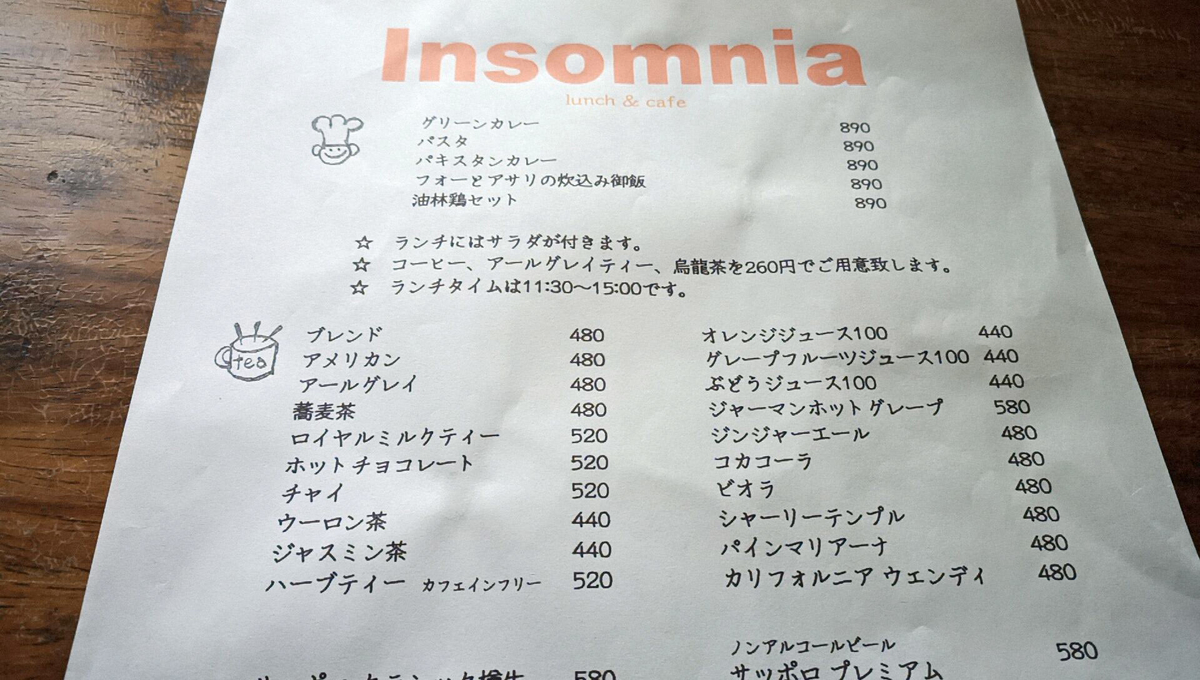 Insomnia
lunch & cafe
グリーンカレー 890
パスタ 890
パキスタンカレー 890
フォーとアサリの炊込み御飯 890
油林鶏セット 890
☆ ランチにはサラダが付きます。
☆ コーヒー、アールグレイティー、烏龍茶を260円でご用意致します。
☆ ランチタイムは11:30～15:00です。
tea
ブレンド 480 オレンジジュース100 440
アメリカン 480 グレープフルーツジュース100 440
アールグレイ 480 ぶどうジュース100 440
蕎麦茶 480 ジャーマンホットグレープ 580
ロイヤルミルクティー 520 ジンジャーエール 480
ホットチョコレート 520 コカコーラ 480
チャイ 520 ビオラ 480
ウーロン茶 440 シャーリーテンプル 480
ジャスミン茶 440 パインマリアーナ 480
ハーブティー カフェインフリー 520 カリフォルニア ウェンディ 480
ノンアルコールビール 580
580 サッポロ プレミアム